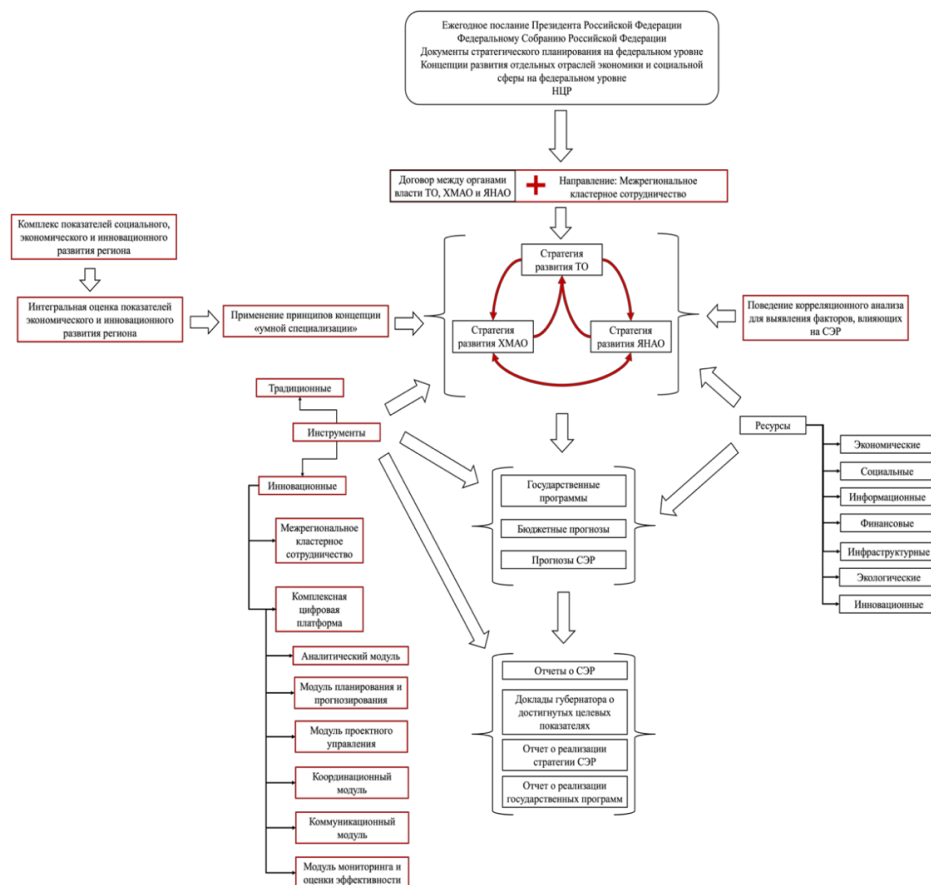 Ежегодное послание Президента Российской Федерации
Федеральному Собранию Российской Федерации
Документы стратегического планирования на федеральном уровне
Концепции развития отдельных отраслей экономики и социальной
сферы на федеральном уровне
НЦР
Договор между органами
власти ТО, ХМАО и ЯНАО
+
Направление: Межрегиональное
кластерное сотрудничество
Комплекс показателей социального,
экономического и инновационного
развития региона
Интегральная оценка показателей
экономического и инновационного
развития региона
Применение принципов концепции
«умной специализации»
Стратегия
развития ТО
Стратегия
развития ХМАО
Стратегия
развития ЯНАО
Поведение корреляционного анализа
для выявления факторов, влияющих
на СЭР
Традиционные
Инструменты
Инновационные
Межрегиональное
кластерное
сотрудничество
Комплексная
цифровая
платформа
Аналитический модуль
Модуль планирования и
прогнозирования
Модуль проектного
управления
Координационный
модуль
Коммуникационный
модуль
Модуль мониторинга и
оценки эффективности
Государственные
программы
Бюджетные прогнозы
Прогнозы СЭР
Отчеты о СЭР
Доклады губернатора о
достигнутых целевых
показателях
Отчет о реализации
стратегии СЭР
Отчет о реализации
государственных программ
Ресурсы
Экономические
Социальные
Информационные
Финансовые
Инфраструктурные
Экологические
Инновационные